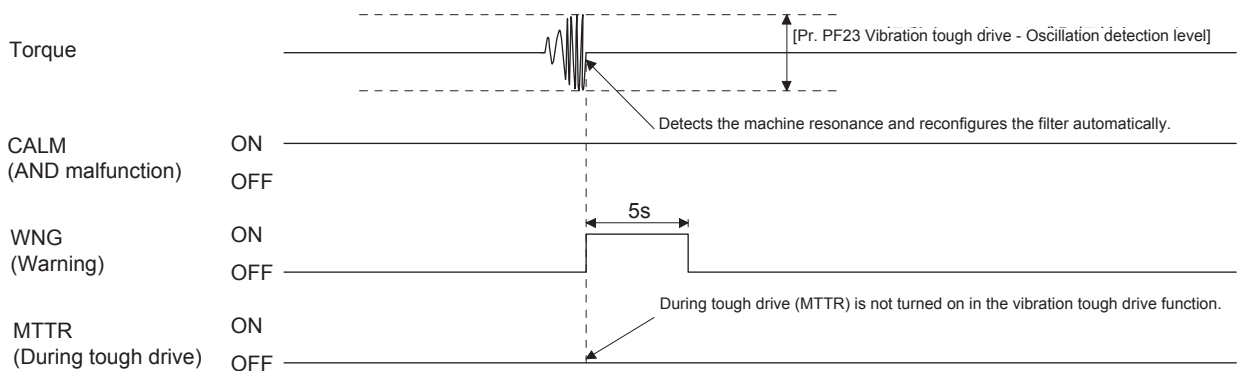 [Pr. PF23 Vibration tough drive - Oscillation detection level]
Torque
Detects the machine resonance and reconfigures the filter automatically.
CALM
(AND malfunction)
ON
OFF
5s
WNG
(Warning)
ON
OFF
During tough drive (MTTR) is not turned on in the vibration tough drive function.
MTTR
(During tough drive)
ON
OFF